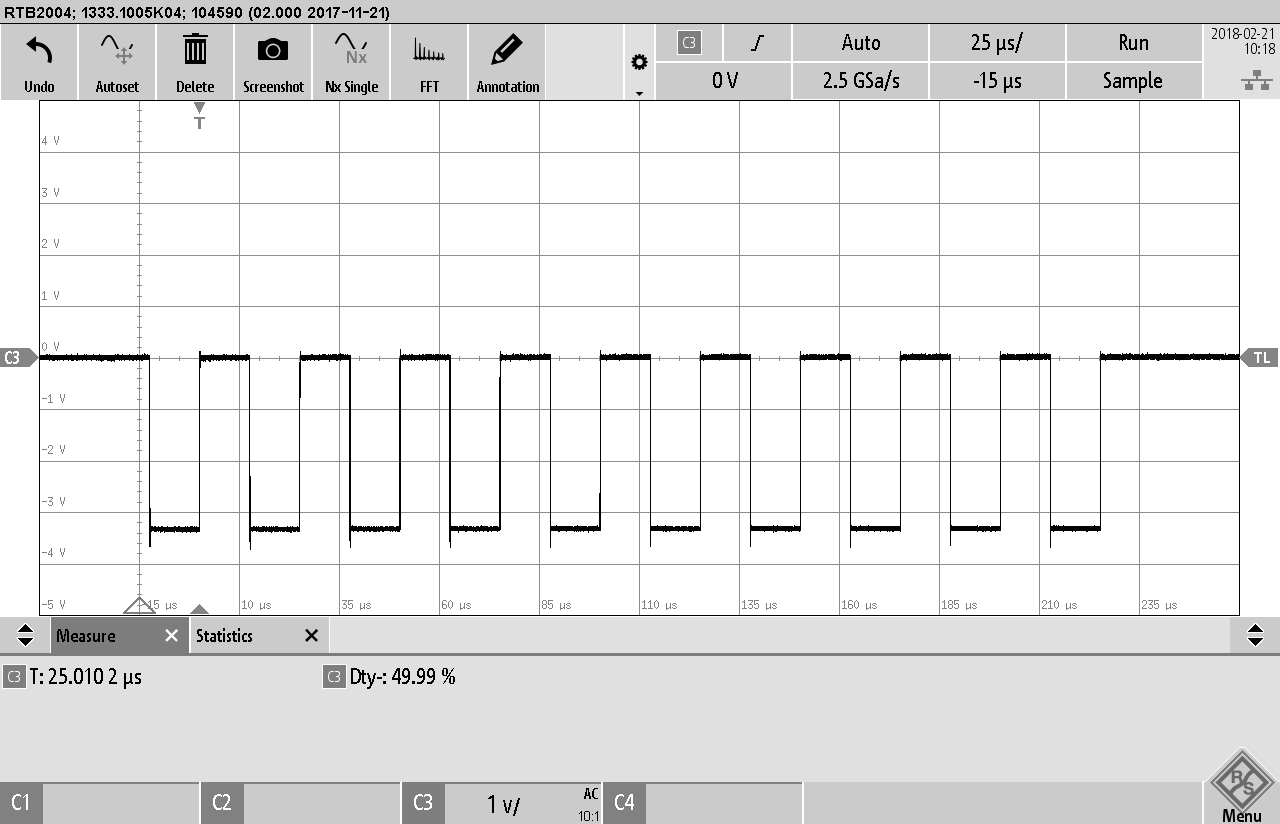 RTB2004; 1333.1005K04; 104590 (02.000 2017-11-21)
Undo
Autoset
Delete
Screenshot
Nx
Nx Single
FFT
Annotation
C3
Auto
25 µs/
Run
0 V
2.5 GSa/s
-15 µs
Sample
2018-02-21
10:18
T
4 V
3 V
2 V
1 V
0 V
C3
TL
-1 V
-2 V
-3 V
-4 V
-5 V
-15 µs
10 µs
35 µs
60 µs
85 µs
110 µs
135 µs
160 µs
185 µs
210 µs
235 µs
Measure
Statistics
C3 T: 25.010 2 µs
C3 Dty-: 49.99 %
C1
C2
C3
1 V/
AC
10:1
C4
R S
Menu